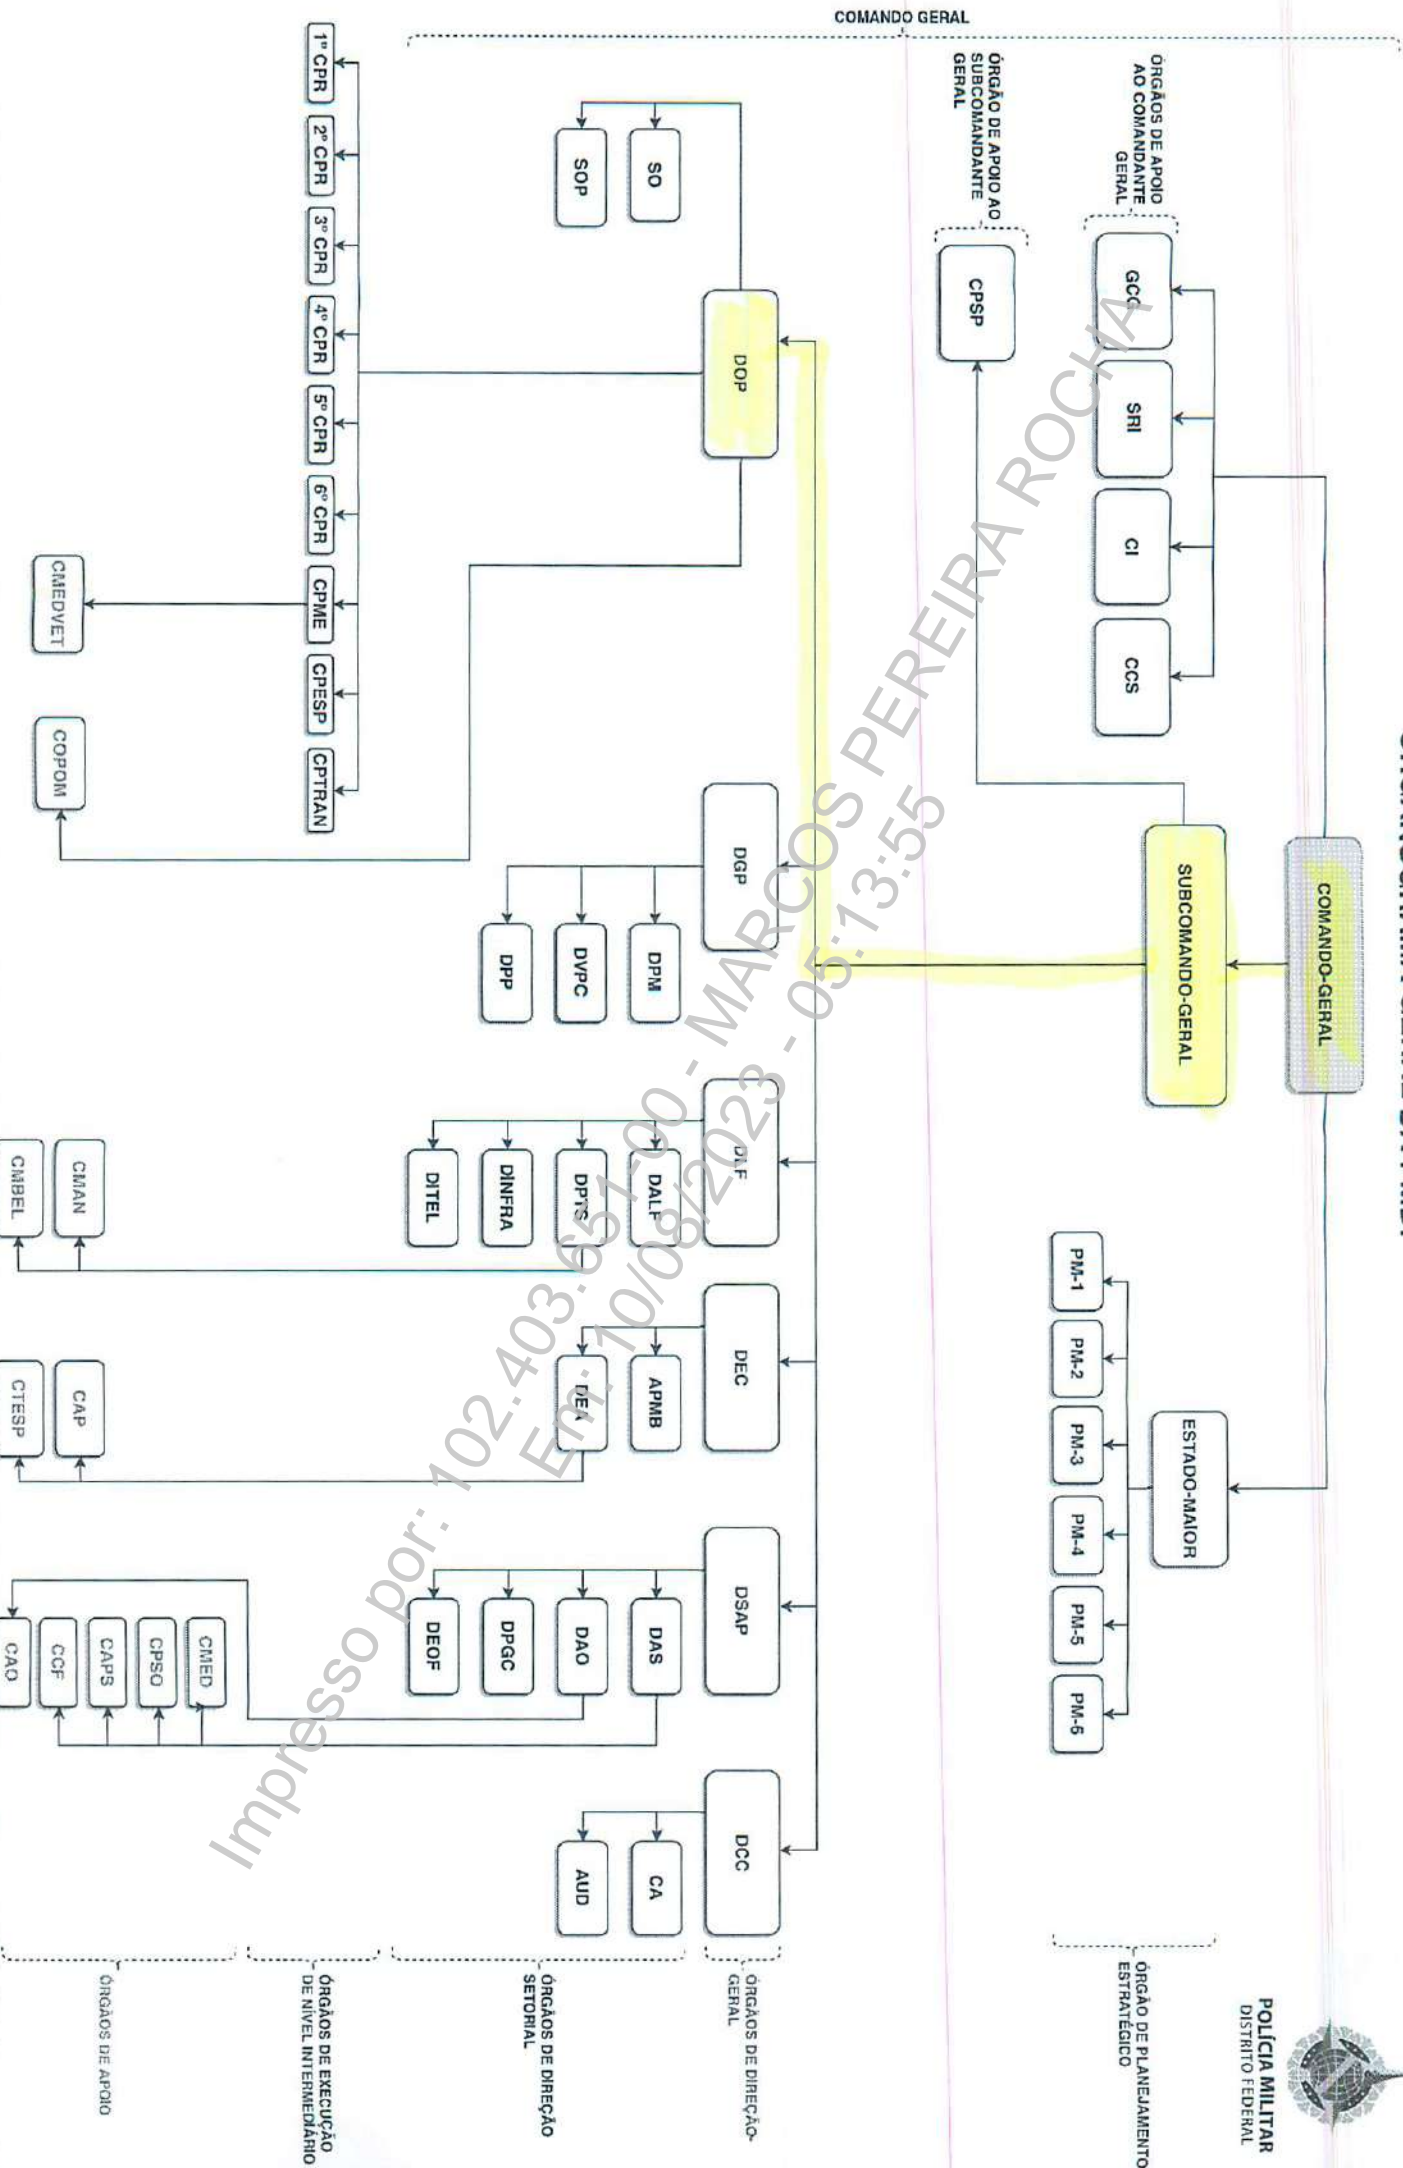 POLÍCIA MILITAR
DISTRITO FEDERAL
COMANDO GERAL
COMANDO-GERAL
SUBCOMANDO-GERAL
ESTADO-MAIOR
ÓRGÃOS DE APOIO
AO COMANDANTE
GERAL
GCG
SRI
CI
CCS
PM-1
PM-2
PM-3
PM-4
PM-5
PM-6
ÓRGÃO DE PLANEJAMENTO
ESTRATÉGICO
ÓRGÃO DE APOIO AO
SUBCOMANDANTE
GERAL
CPSP
DOP
DGP
DLF
DEC
DSAP
DCC
ÓRGÃOS DE DIREÇÃO-
GERAL
SO
SOP
DPM
DVPC
DPP
DALF
DPTS
DINFRA
DITEL
APMB
DEA
DAS
DAO
DPGC
DEOF
CA
AUD
ÓRGÃOS DE DIREÇÃO
SETORIAL
1º CPR
2º CPR
3º CPR
4º CPR
5º CPR
6º CPR
CPME
CPESP
CPTRAN
ÓRGÃOS DE EXECUÇÃO
DE NÍVEL INTERMEDIÁRIO
CMEDVET
COPOM
CMAN
CMBEL
CAP
CTESP
CMED
CPSO
CAPS
CCF
CAO
ÓRGÃOS DE APOIO
Impresso por: 102.403.651-00 - MARCOS PEREIRA ROCHA
Em: 10/08/2023 - 05:13:55